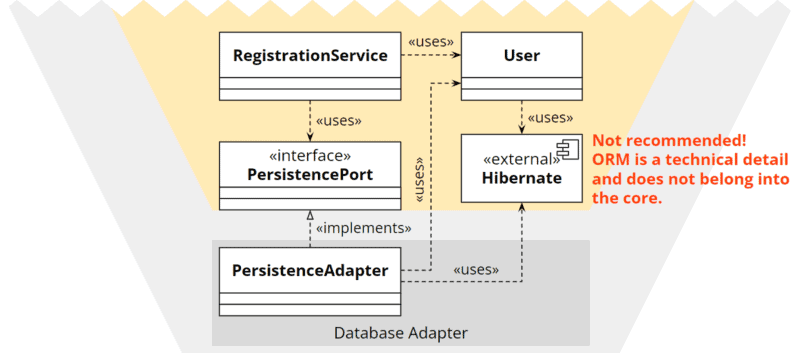 RegistrationService
«uses»
User
«uses»
«uses»
«interface»
PersistencePort
«uses»
«external»
Hibernate
Not recommended!
ORM is a technical detail
and does not belong into
the core.
«implements»
PersistenceAdapter
«uses»
Database Adapter